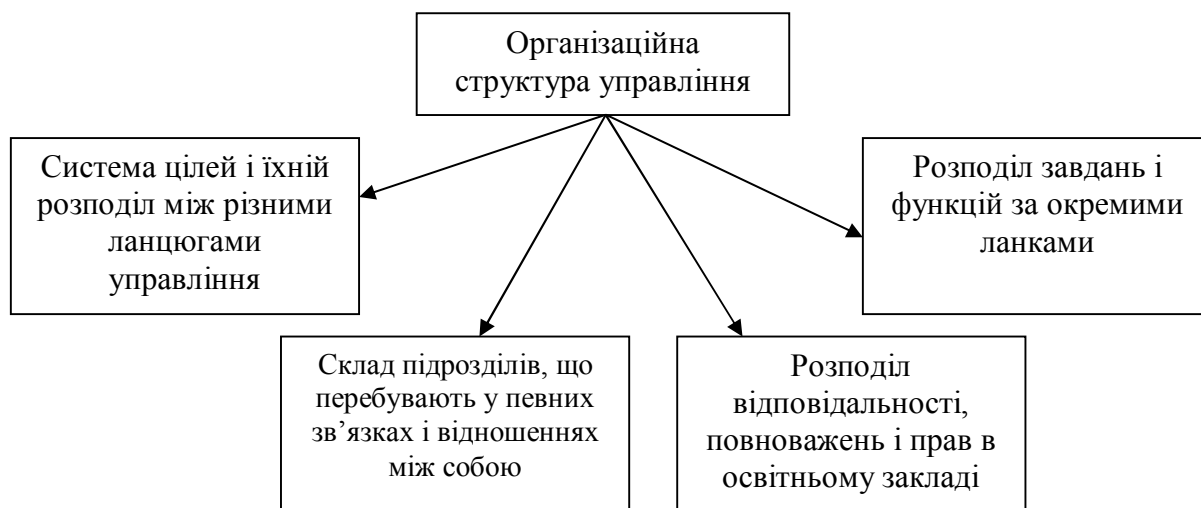 Організаційна
структура управління
Система цілей і їхній
розподіл між різними
ланцюгами
управління
Розподіл завдань і
функцій за окремими
ланками
Склад підрозділів, що
перебувають у певних
зв’язках і відношеннях
між собою
Розподіл
відповідальності,
повноважень і прав в
освітньому закладі